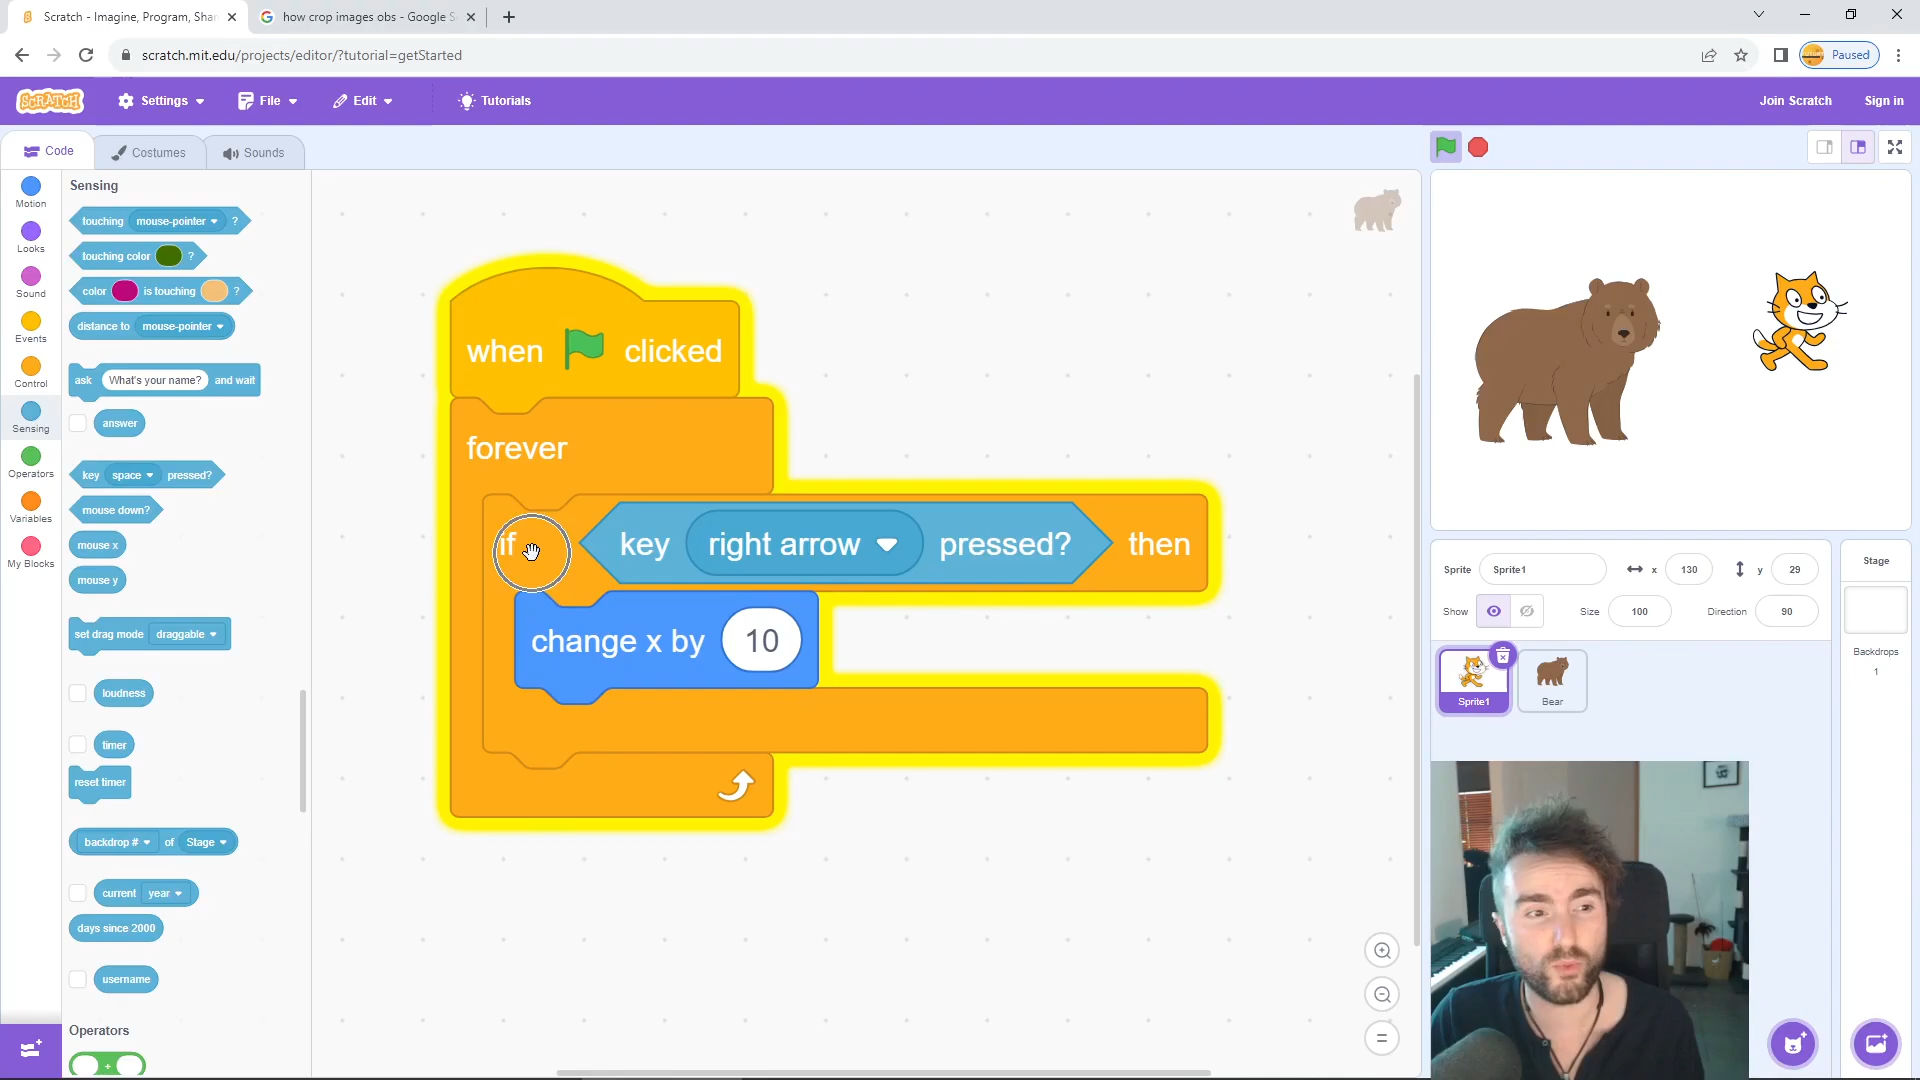 Scratch - Imagine, Program, Shar
how crop images obs - Google S
scratch.mit.edu/projects/editor/?tutorial=getStarted
Paused
SCRATCH
Settings
File
Edit
Tutorials
Join Scratch
Sign in
Code
Costumes
Sounds
Motion
Looks
Sound
Events
Control
Sensing
Operators
Variables
My Blocks
Sensing
touching mouse-pointer ?
touching color ?
color is touching ?
distance to mouse-pointer
ask What's your name? and wait
answer
key space pressed?
mouse down?
mouse x
mouse y
set drag mode draggable
loudness
timer
reset timer
backdrop # of Stage
current year
days since 2000
username
Operators
+
when clicked
forever
if key right arrow pressed? then
change x by 10
Sprite Sprite1 x 130 y 29
Show Size 100 Direction 90
Sprite1
Bear
Stage
Backdrops
1